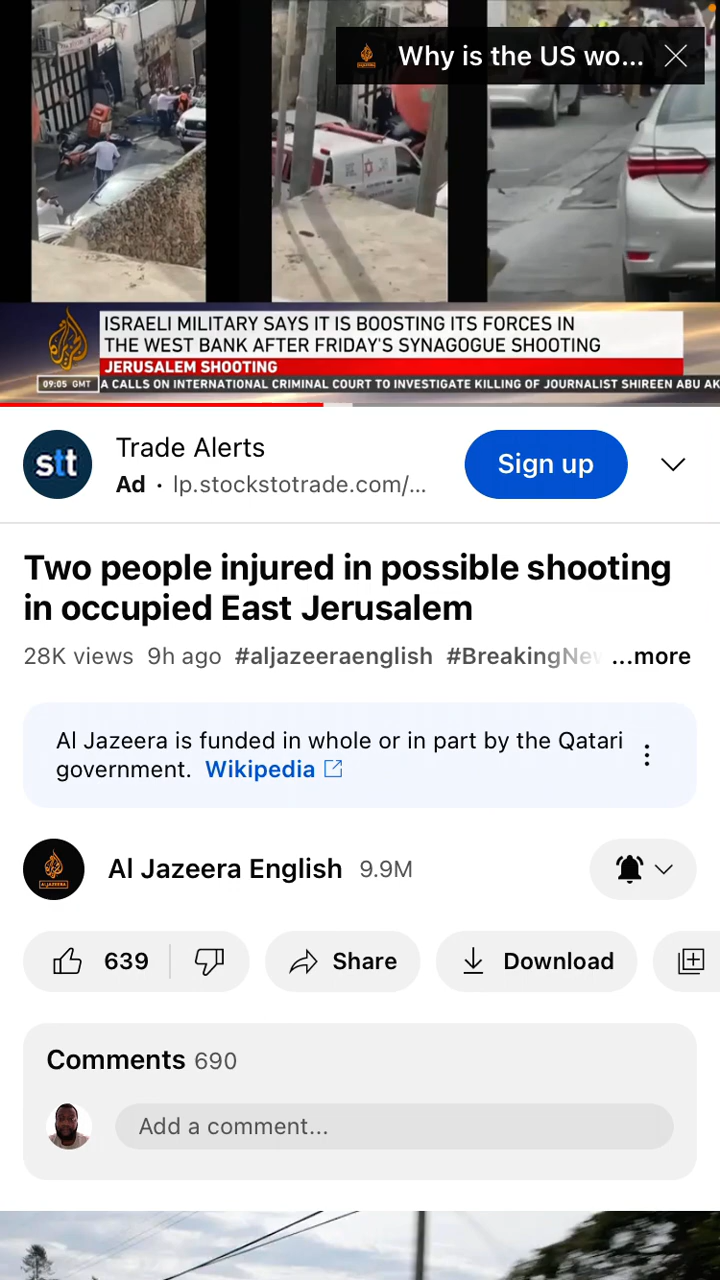 Why is the US wo...
ISRAELI MILITARY SAYS IT IS BOOSTING ITS FORCES IN
THE WEST BANK AFTER FRIDAY'S SYNAGOGUE SHOOTING
JERUSALEM SHOOTING
09:05 GMT A CALLS ON INTERNATIONAL CRIMINAL COURT TO INVESTIGATE KILLING OF JOURNALIST SHIREEN ABU AK
stt
Trade Alerts
Ad · lp.stockstotrade.com/...
Sign up
Two people injured in possible shooting
in occupied East Jerusalem
28K views 9h ago #aljazeeraenglish #BreakingNev ...more
Al Jazeera is funded in whole or in part by the Qatari
government. Wikipedia
Al Jazeera English 9.9M
639 Share Download
Comments 690
Add a comment...